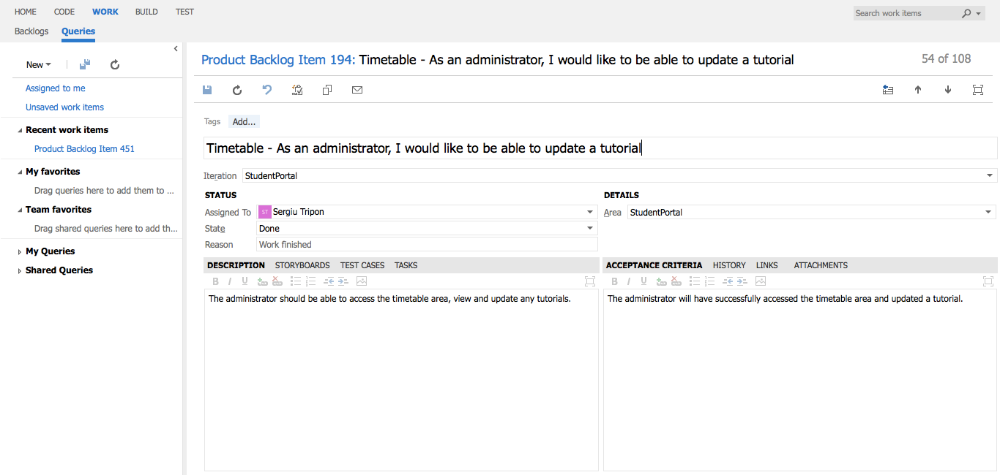 HOME CODE WORK BUILD TEST
Search work items
Backlogs Queries
New
Assigned to me
Unsaved work items
Recent work items
Product Backlog Item 451
My favorites
Drag queries here to add them to ...
Team favorites
Drag shared queries here to add th...
My Queries
Shared Queries
Product Backlog Item 194: Timetable - As an administrator, I would like to be able to update a tutorial
54 of 108
Tags Add...
Timetable - As an administrator, I would like to be able to update a tutorial
Iteration StudentPortal
STATUS
Assigned To ST Sergiu Tripon
State Done
Reason Work finished
DETAILS
Area StudentPortal
DESCRIPTION STORYBOARDS TEST CASES TASKS
B I U
The administrator should be able to access the timetable area, view and update any tutorials.
ACCEPTANCE CRITERIA HISTORY LINKS ATTACHMENTS
B I U
The administrator will have successfully accessed the timetable area and updated a tutorial.